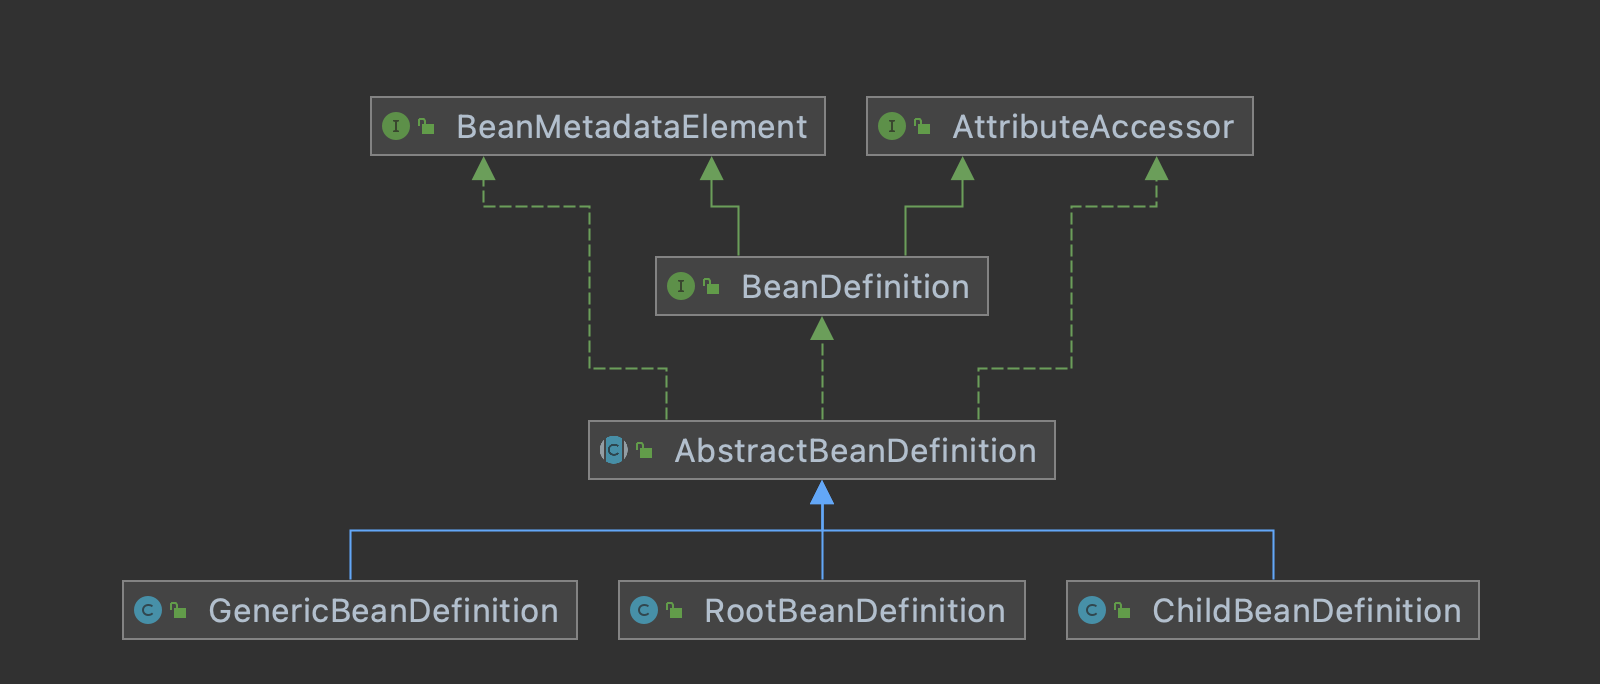 I BeanMetadataElement
I AttributeAccessor
I BeanDefinition
C AbstractBeanDefinition
C GenericBeanDefinition
C RootBeanDefinition
C ChildBeanDefinition